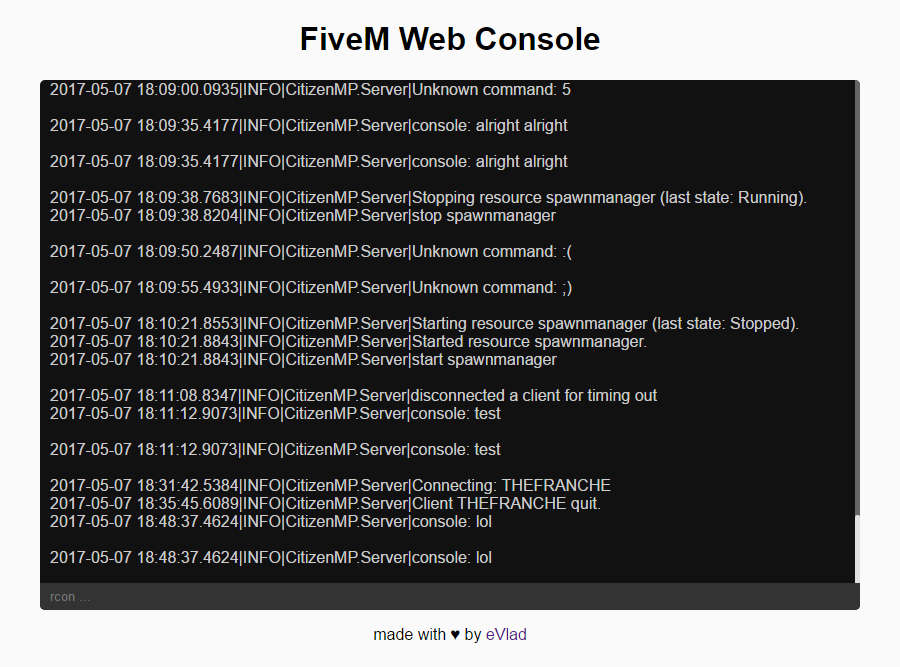 FiveM Web Console
2017-05-07 18:09:00.0935|INFO|CitizenMP.Server|Unknown command: 5
2017-05-07 18:09:35.4177|INFO|CitizenMP.Server|console: alright alright
2017-05-07 18:09:35.4177|INFO|CitizenMP.Server|console: alright alright
2017-05-07 18:09:38.7683|INFO|CitizenMP.Server|Stopping resource spawnmanager (last state: Running).
2017-05-07 18:09:38.8204|INFO|CitizenMP.Server|stop spawnmanager
2017-05-07 18:09:50.2487|INFO|CitizenMP.Server|Unknown command: :(
2017-05-07 18:09:55.4933|INFO|CitizenMP.Server|Unknown command: ;)
2017-05-07 18:10:21.8553|INFO|CitizenMP.Server|Starting resource spawnmanager (last state: Stopped).
2017-05-07 18:10:21.8843|INFO|CitizenMP.Server|Started resource spawnmanager.
2017-05-07 18:10:21.8843|INFO|CitizenMP.Server|start spawnmanager
2017-05-07 18:11:08.8347|INFO|CitizenMP.Server|disconnected a client for timing out
2017-05-07 18:11:12.9073|INFO|CitizenMP.Server|console: test
2017-05-07 18:11:12.9073|INFO|CitizenMP.Server|console: test
2017-05-07 18:31:42.5384|INFO|CitizenMP.Server|Connecting: THEFRANCHE
2017-05-07 18:35:45.6089|INFO|CitizenMP.Server|Client THEFRANCHE quit.
2017-05-07 18:48:37.4624|INFO|CitizenMP.Server|console: lol
2017-05-07 18:48:37.4624|INFO|CitizenMP.Server|console: lol
rcon ...
made with ♥ by eVlad